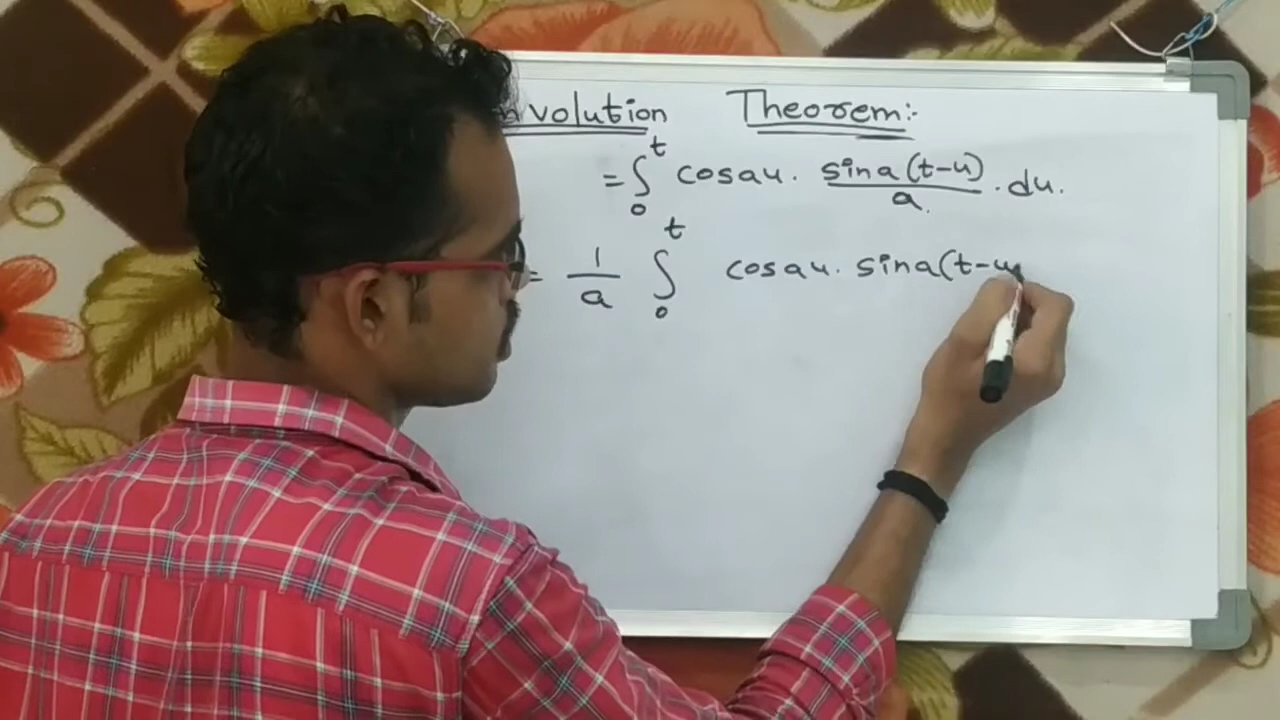 nvolution Theorem:-
= ∫₀ᵗ cosau. sina(t-u)/a. du.
= 1/a ∫₀ᵗ cosau. sina(t-u